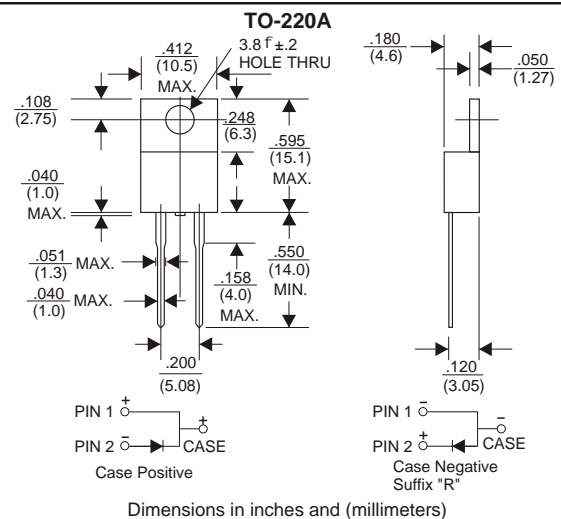 TO-220A
.412
(10.5)
MAX.
3.8 f ±.2
HOLE THRU
.180
(4.6)
.050
(1.27)
.108
(2.75)
.248
(6.3)
.595
(15.1)
MAX.
.040
(1.0)
MAX.
.051
(1.3) MAX.
.040
(1.0) MAX.
.158
(4.0)
MAX.
.550
(14.0)
MIN.
.200
(5.08)
.120
(3.05)
PIN 1 +
PIN 2 -
+
CASE
Case Positive
PIN 1 -
PIN 2 +
-
CASE
Case Negative
Suffix "R"
Dimensions in inches and (millimeters)